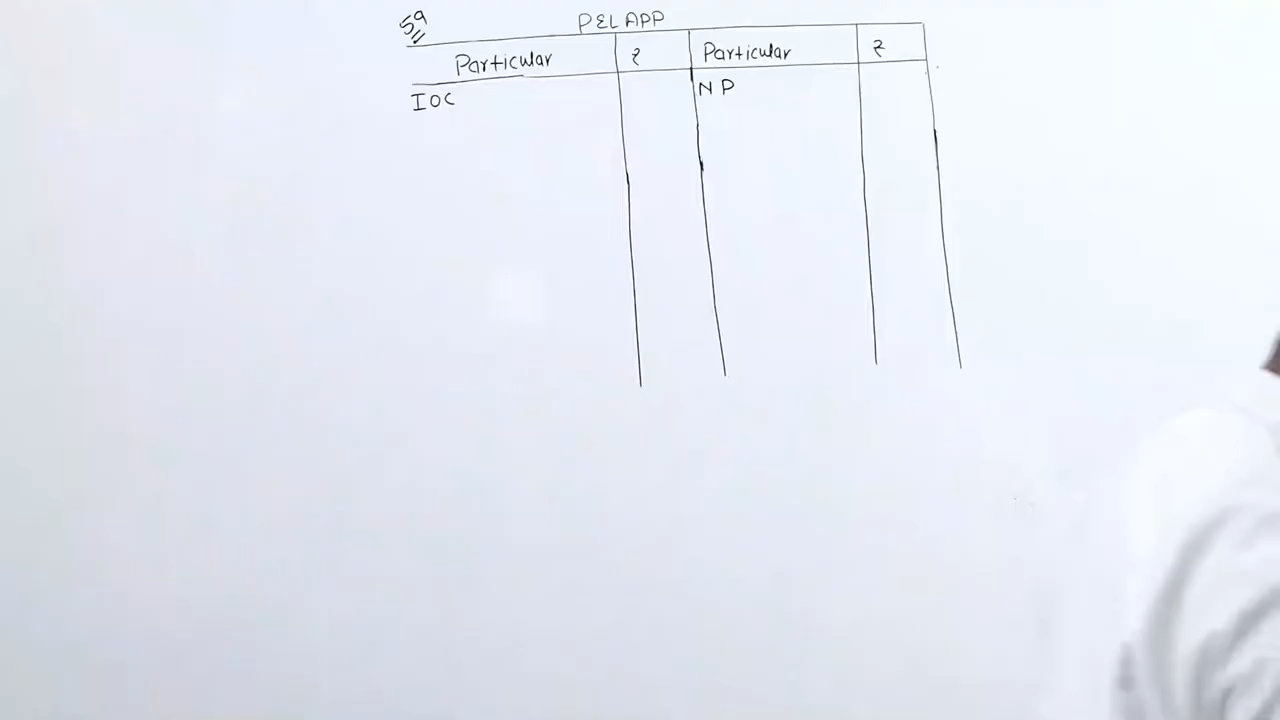 59
P&L APP
Particular ₹ Particular ₹
IOC NP